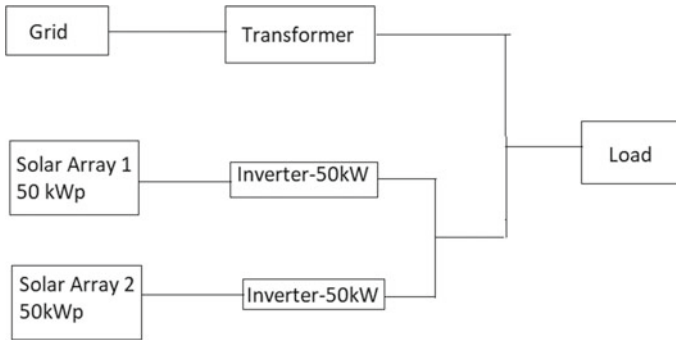 Grid
Transformer
Load
Solar Array 1
50 kWp
Inverter-50kW
Solar Array 2
50kWp
Inverter-50kW